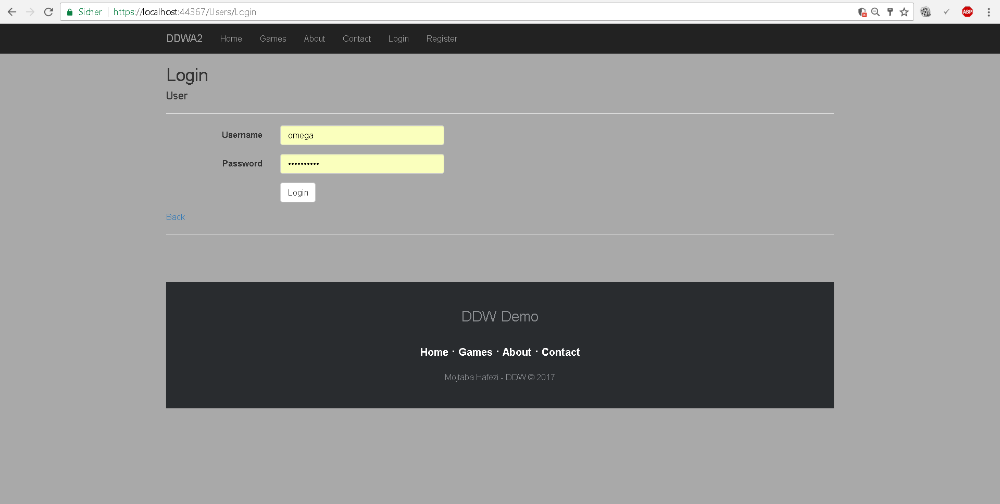 Sicher https://localhost:44367/Users/Login
ABP
DDWA2 Home Games About Contact Login Register
Login
User
Username omega
Password ••••••••••
Login
Back
DDW Demo
Home · Games · About · Contact
Mojtaba Hafezi - DDW © 2017